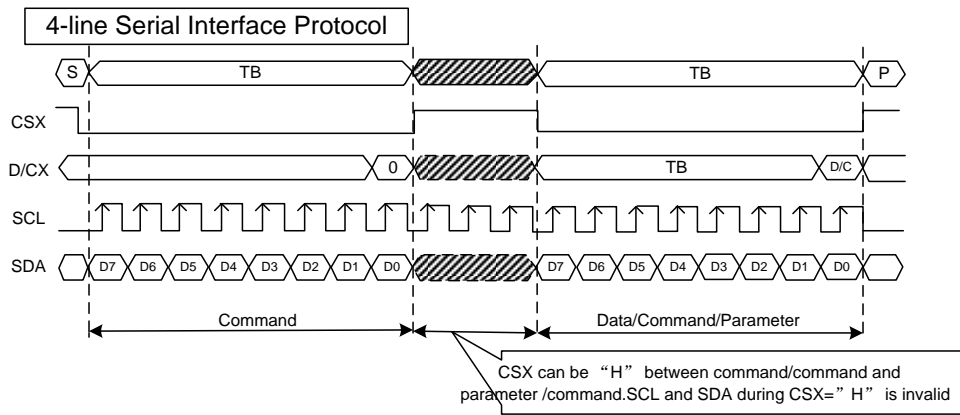 4-line Serial Interface Protocol
S TB TB P
CSX
D/CX 0 TB D/C
SCL
SDA D7 D6 D5 D4 D3 D2 D1 D0 D7 D6 D5 D4 D3 D2 D1 D0
Command Data/Command/Parameter
CSX can be “H” between command/command and
parameter /command.SCL and SDA during CSX=”H” is invalid